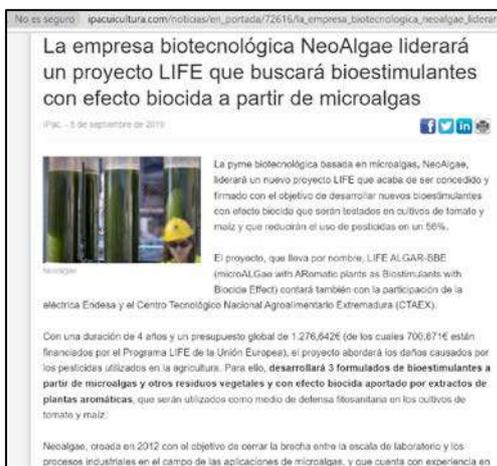 No es seguro ipacuicultura.com/noticias/en_portada/72616/la_empresa_biotecnologica_neoalgae_liderar
La empresa biotecnológica NeoAlgae liderará
un proyecto LIFE que buscará bioestimulantes
con efecto biocida a partir de microalgas
iPac. - 5 de septiembre de 2019
La pyme biotecnológica basada en microalgas, NeoAlgae,
liderará un nuevo proyecto LIFE que acaba de ser concedido y
firmado con el objetivo de desarrollar nuevos bioestimulantes
con efecto biocida que serán testados en cultivos de tomate y
maíz y que reducirán el uso de pesticidas en un 56%.
Neoalgae
El proyecto, que lleva por nombre, LIFE ALGAR-BBE
(microALGae with ARomatic plants as Biostimulants with
Biocide Effect) contará también con la participación de la
eléctrica Endesa y el Centro Tecnológico Nacional Agroalimentario Extremadura (CTAEX).
Con una duración de 4 años y un presupuesto global de 1.276,642€ (de los cuales 700,671€ están
financiados por el Programa LIFE de la Unión Europea), el proyecto abordará los daños causados por
los pesticidas utilizados en la agricultura. Para ello, desarrollará 3 formulados de bioestimulantes a
partir de microalgas y otros residuos vegetales y con efecto biocida aportado por extractos de
plantas aromáticas, que serán utilizados como medio de defensa fitosanitaria en los cultivos de
tomate y maíz.
Neoalgae, creada en 2012 con el objetivo de cerrar la brecha entre la escala de laboratorio y los
procesos industriales en el campo de las aplicaciones de microalgas, y que cuenta con experiencia en